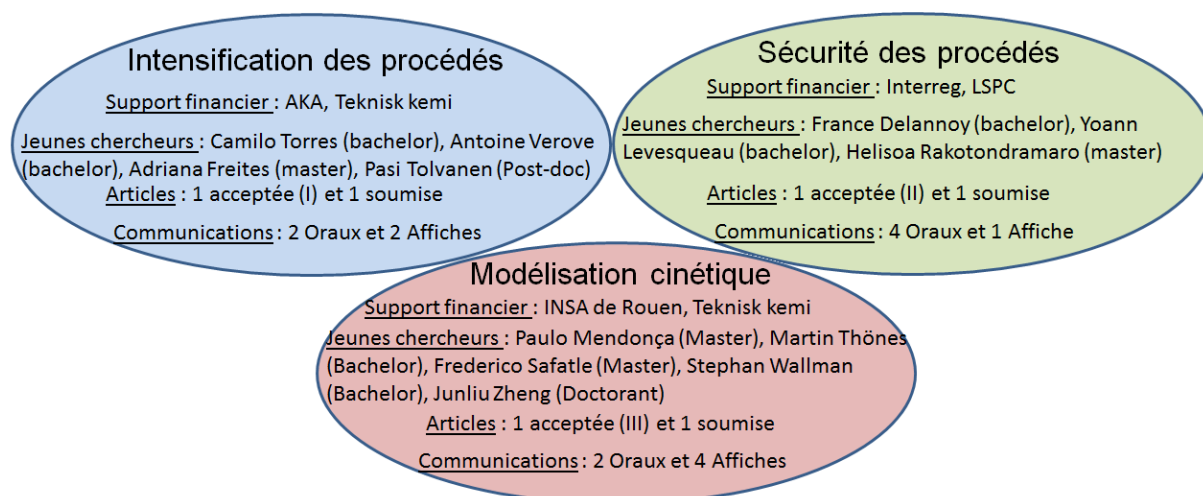 Intensification des procédés
Support financier : AKA, Teknisk kemi
Jeunes chercheurs : Camilo Torres (bachelor), Antoine Verove
(bachelor), Adriana Freites (master), Pasi Tolvanen (Post-doc)
Articles : 1 acceptée (I) et 1 soumise
Communications : 2 Oraux et 2 Affiches
Sécurité des procédés
Support financier : Interreg, LSPC
Jeunes chercheurs : France Delannoy (bachelor), Yoann
Levesqueau (bachelor), Helisoa Rakotondramaro (master)
Articles : 1 acceptée (II) et 1 soumise
Communications : 4 Oraux et 1 Affiche
Modélisation cinétique
Support financier : INSA de Rouen, Teknisk kemi
Jeunes chercheurs : Paulo Mendonça (Master), Martin Thönes
(Bachelor), Frederico Safatle (Master), Stephan Wallman
(Bachelor), Junliu Zheng (Doctorant)
Articles : 1 acceptée (III) et 1 soumise
Communications : 2 Oraux et 4 Affiches